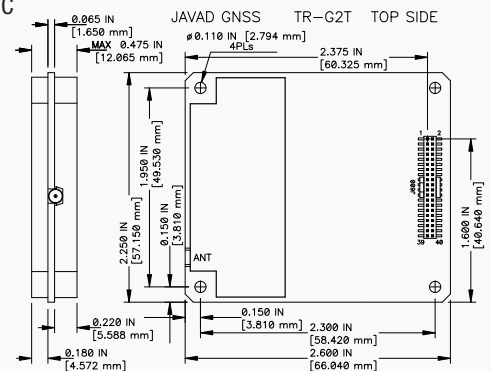 C
JAVAD GNSS TR-G2T TOP SIDE
0.065 IN
[1.650 mm]
MAX 0.475 IN
[12.065 mm]
ø0.110 IN [2.794 mm]
4PLs
2.375 IN
[60.325 mm]
1 2
J600
39 40
2.250 IN
[57.150 mm]
1.950 IN
[49.530 mm]
0.150 IN
[3.810 mm]
ANT
1.600 IN
[40.640 mm]
0.220 IN
[5.588 mm]
0.180 IN
[4.572 mm]
0.150 IN
[3.810 mm]
2.300 IN
[58.420 mm]
2.600 IN
[66.040 mm]